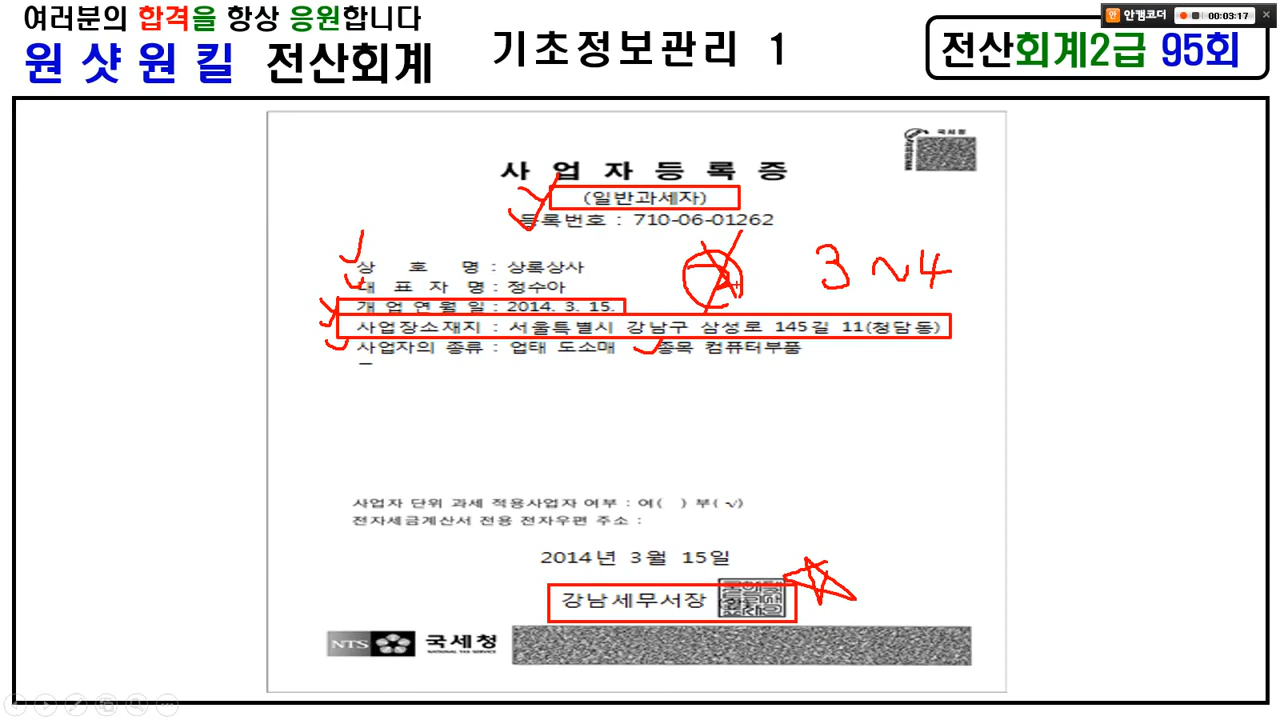 여러분의 합격을 항상 응원합니다
원 샷 원 킬 전산회계
기초정보관리 1
전산회계2급 95회
안캠코더 00:03:17
국세청
사 업 자 등 록 증
(일반과세자)
등록번호 : 710-06-01262
상 호 명 : 상록상사
대 표 자 명 : 정수아
3 ~ 4
개 업 연 월 일 : 2014. 3. 15.
사업장소재지 : 서울특별시 강남구 삼성로 145길 11(청담동)
사업자의 종류 : 업태 도소매 종목 컴퓨터부품
사업자 단위 과세 적용사업자 여부 : 여( ) 부(√)
전자세금계산서 전용 전자우편 주소 :
2014년 3월 15일
강남세무서장
NTS 국세청
NATIONAL TAX SERVICE